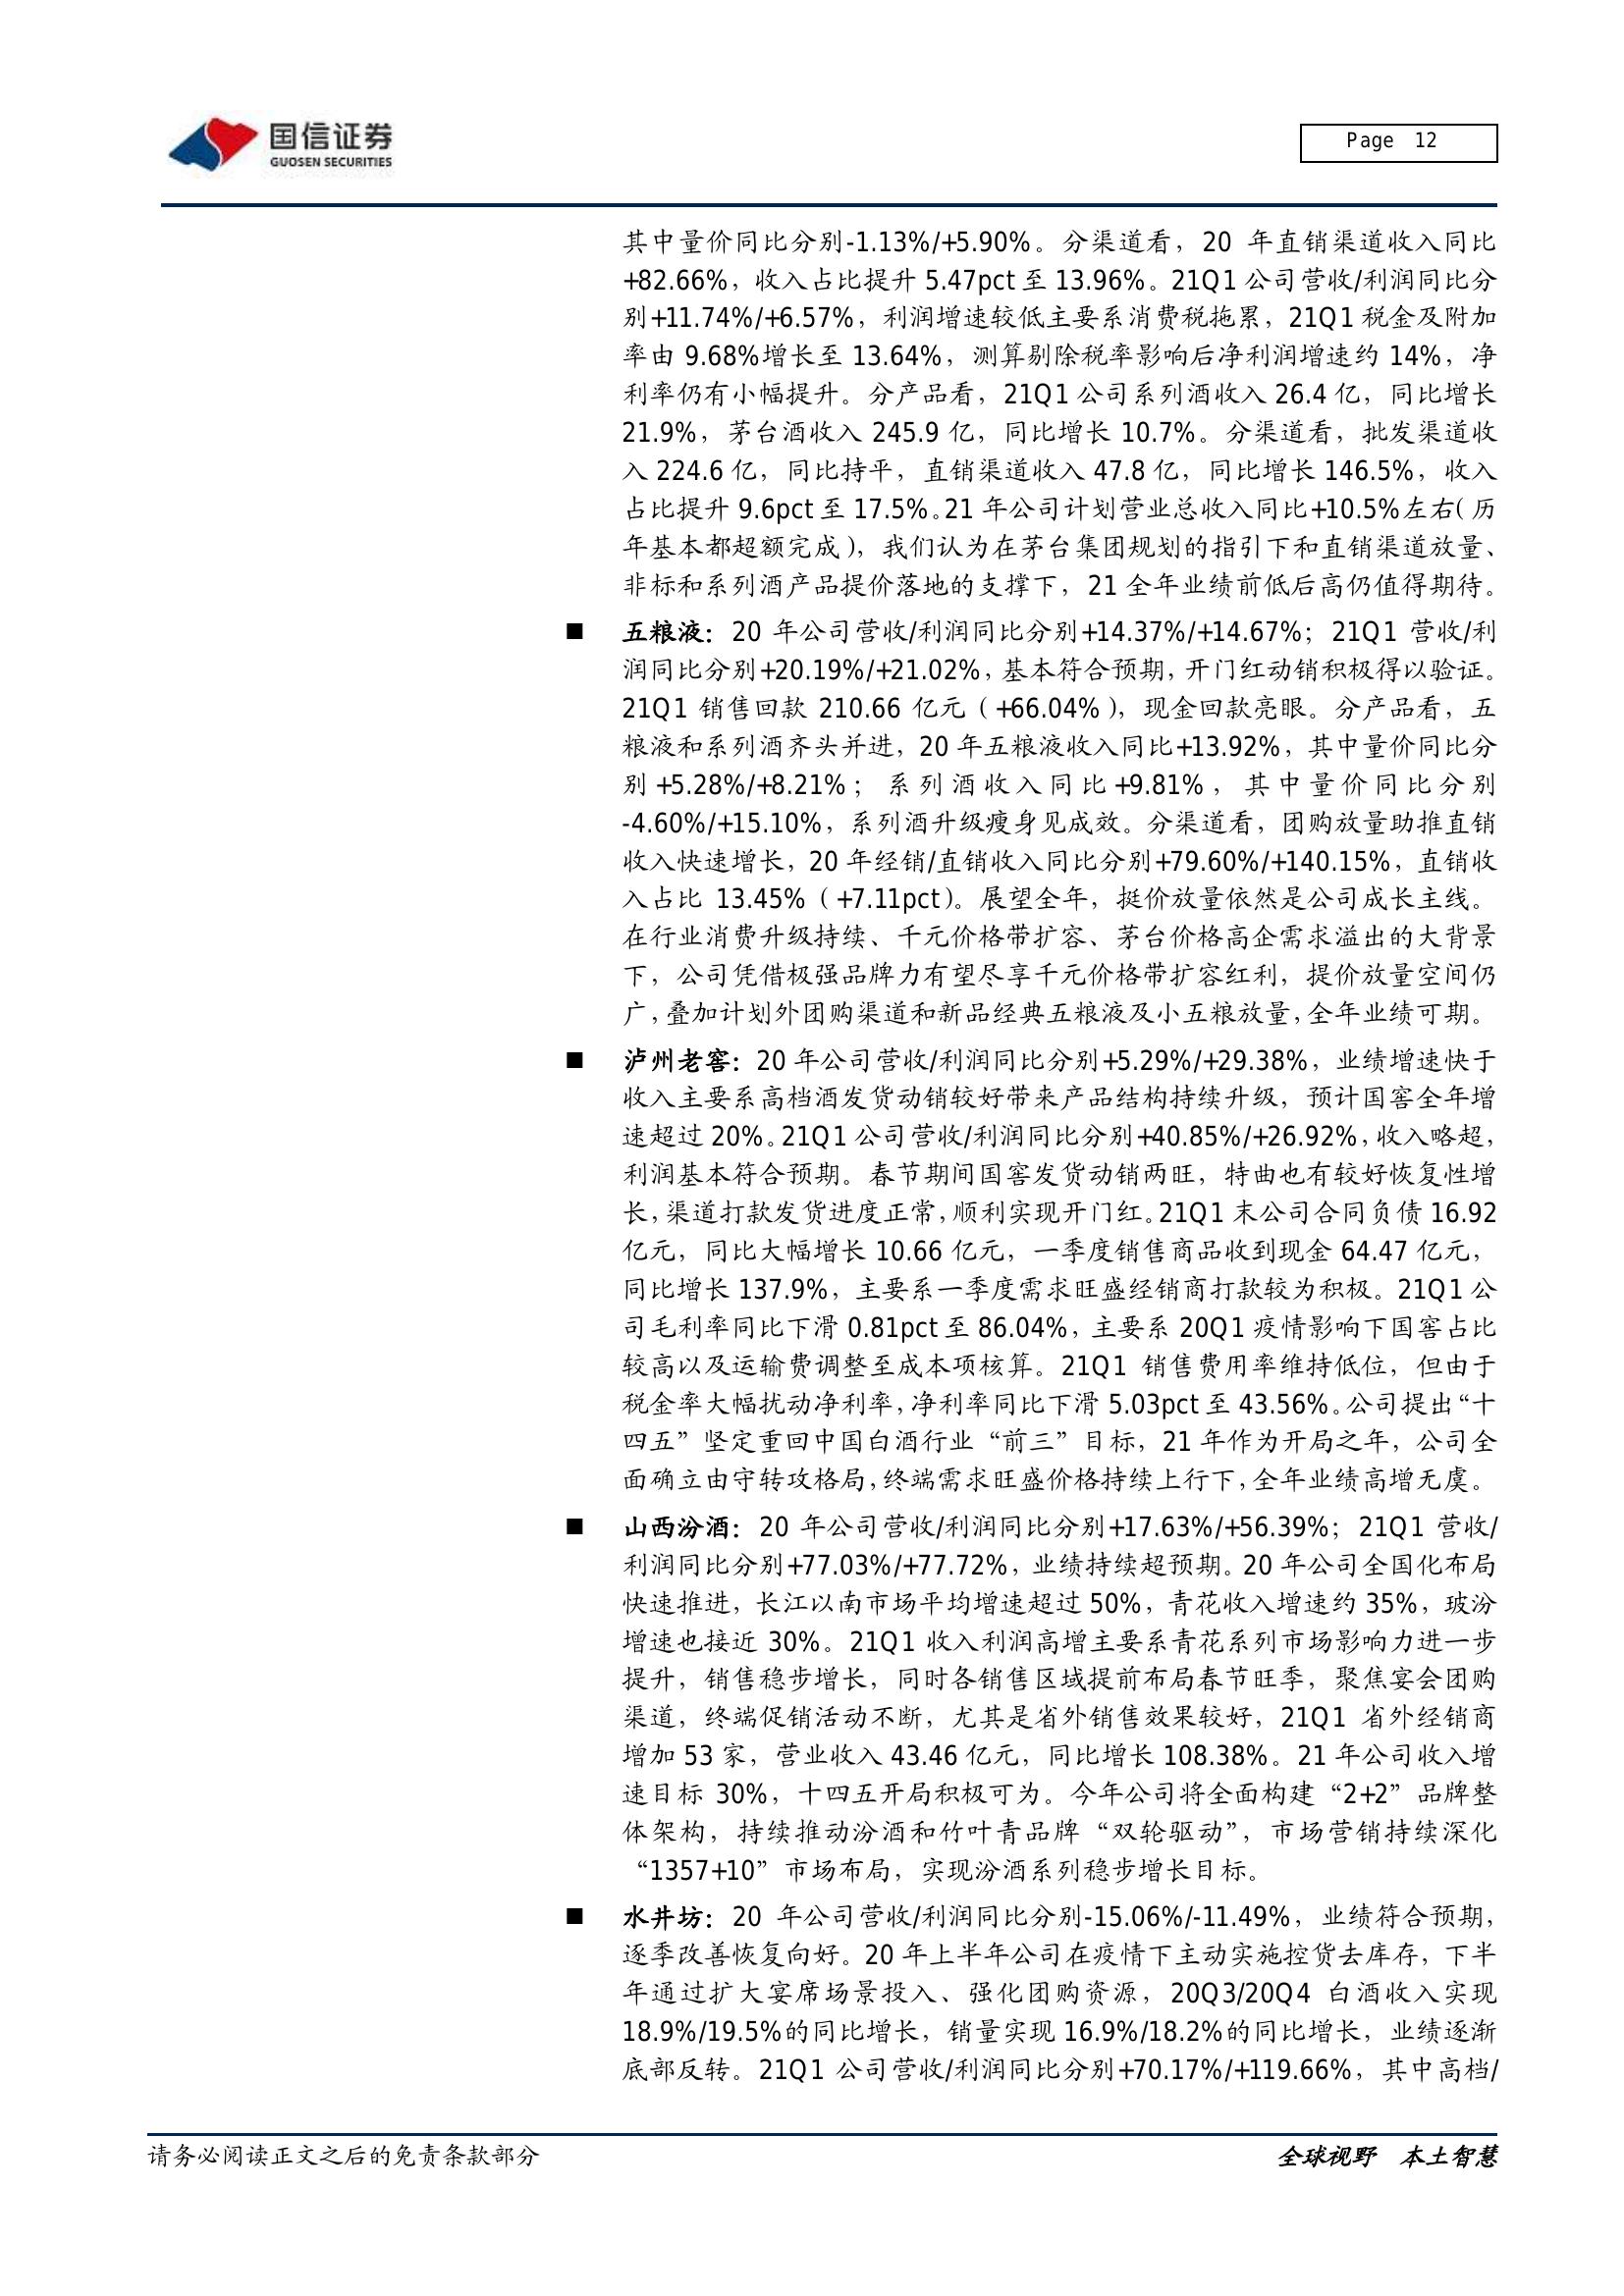 国信证券
GUOSEN SECURITIES
Page 12
其中量价同比分别-1.13%/+5.90%。分渠道看，20 年直销渠道收入同比
+82.66%，收入占比提升 5.47pct 至 13.96%。21Q1 公司营收/利润同比分
别+11.74%/+6.57%，利润增速较低主要系消费税拖累，21Q1 税金及附加
率由 9.68%增长至 13.64%，测算剔除税率影响后净利润增速约 14%，净
利率仍有小幅提升。分产品看，21Q1 公司系列酒收入 26.4 亿，同比增长
21.9%，茅台酒收入 245.9 亿，同比增长 10.7%。分渠道看，批发渠道收
入 224.6 亿，同比持平，直销渠道收入 47.8 亿，同比增长 146.5%，收入
占比提升 9.6pct 至 17.5%。21 年公司计划营业总收入同比+10.5%左右（历
年基本都超额完成），我们认为在茅台集团规划的指引下和直销渠道放量、
非标和系列酒产品提价落地的支撑下，21 全年业绩前低后高仍值得期待。
■ 五粮液：20 年公司营收/利润同比分别+14.37%/+14.67%；21Q1 营收/利
润同比分别+20.19%/+21.02%，基本符合预期，开门红动销积极得以验证。
21Q1 销售回款 210.66 亿元（+66.04%），现金回款亮眼。分产品看，五
粮液和系列酒齐头并进，20 年五粮液收入同比+13.92%，其中量价同比分
别+5.28%/+8.21%；系列酒收入同比+9.81%，其中量价同比分别
-4.60%/+15.10%，系列酒升级瘦身见成效。分渠道看，团购放量助推直销
收入快速增长，20 年经销/直销收入同比分别+79.60%/+140.15%，直销收
入占比 13.45%（+7.11pct）。展望全年，挺价放量依然是公司成长主线。
在行业消费升级持续、千元价格带扩容、茅台价格高企需求溢出的大背景
下，公司凭借极强品牌力有望尽享千元价格带扩容红利，提价放量空间仍
广，叠加计划外团购渠道和新品经典五粮液及小五粮放量，全年业绩可期。
■ 泸州老窖：20 年公司营收/利润同比分别+5.29%/+29.38%，业绩增速快于
收入主要系高档酒发货动销较好带来产品结构持续升级，预计国窖全年增
速超过 20%。21Q1 公司营收/利润同比分别+40.85%/+26.92%，收入略超，
利润基本符合预期。春节期间国窖发货动销两旺，特曲也有较好恢复性增
长，渠道打款发货进度正常，顺利实现开门红。21Q1 末公司合同负债 16.92
亿元，同比大幅增长 10.66 亿元，一季度销售商品收到现金 64.47 亿元，
同比增长 137.9%，主要系一季度需求旺盛经销商打款较为积极。21Q1 公
司毛利率同比下滑 0.81pct 至 86.04%，主要系 20Q1 疫情影响下国窖占比
较高以及运输费调整至成本项核算。21Q1 销售费用率维持低位，但由于
税金率大幅扰动净利率，净利率同比下滑 5.03pct 至 43.56%。公司提出“十
四五”坚定重回中国白酒行业“前三”目标，21 年作为开局之年，公司全
面确立由守转攻格局，终端需求旺盛价格持续上行下，全年业绩高增无虞。
■ 山西汾酒：20 年公司营收/利润同比分别+17.63%/+56.39%；21Q1 营收/
利润同比分别+77.03%/+77.72%，业绩持续超预期。20 年公司全国化布局
快速推进，长江以南市场平均增速超过 50%，青花收入增速约 35%，玻汾
增速也接近 30%。21Q1 收入利润高增主要系青花系列市场影响力进一步
提升，销售稳步增长，同时各销售区域提前布局春节旺季，聚焦宴会团购
渠道，终端促销活动不断，尤其是省外销售效果较好，21Q1 省外经销商
增加 53 家，营业收入 43.46 亿元，同比增长 108.38%。21 年公司收入增
速目标 30%，十四五开局积极可为。今年公司将全面构建“2+2”品牌整
体架构，持续推动汾酒和竹叶青品牌“双轮驱动”，市场营销持续深化
“1357+10”市场布局，实现汾酒系列稳步增长目标。
■ 水井坊：20 年公司营收/利润同比分别-15.06%/-11.49%，业绩符合预期，
逐季改善恢复向好。20 年上半年公司在疫情下主动实施控货去库存，下半
年通过扩大宴席场景投入、强化团购资源，20Q3/20Q4 白酒收入实现
18.9%/19.5%的同比增长，销量实现 16.9%/18.2%的同比增长，业绩逐渐
底部反转。21Q1 公司营收/利润同比分别+70.17%/+119.66%，其中高档/
请务必阅读正文之后的免责条款部分
全球视野 本土智慧